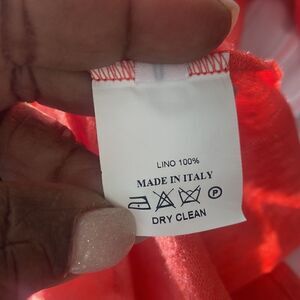 LINO 100%
MADE IN ITALY
P
DRY CLEAN